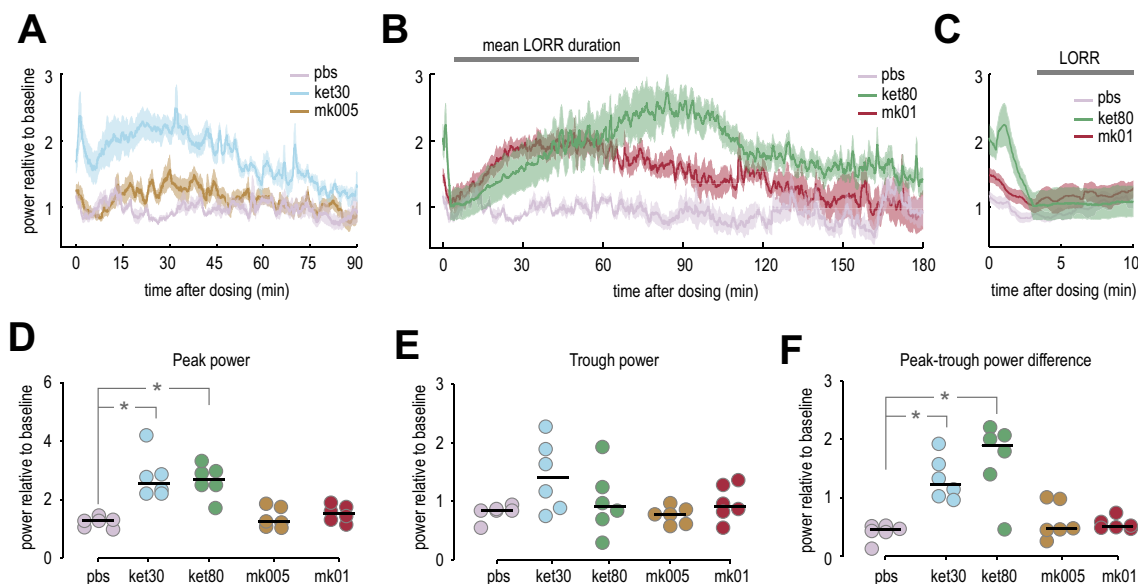 A
pbs
ket30
mk005
power realtive to baseline
3
2
1
0 15 30 45 60 75 90
time after dosing (min)
B
mean LORR duration
pbs
ket80
mk01
3
2
1
0 30 60 90 120 150 180
time after dosing (min)
C
LORR
pbs
ket80
mk01
3
2
1
0 5 10
time after dosing (min)
D
Peak power
power relative to baseline
6
4
2
0
*
*
pbs ket30 ket80 mk005 mk01
E
Trough power
power relative to baseline
3
2
1
0
pbs ket30 ket80 mk005 mk01
F
Peak-trough power difference
power relative to baseline
3
2
1
0
*
*
pbs ket30 ket80 mk005 mk01